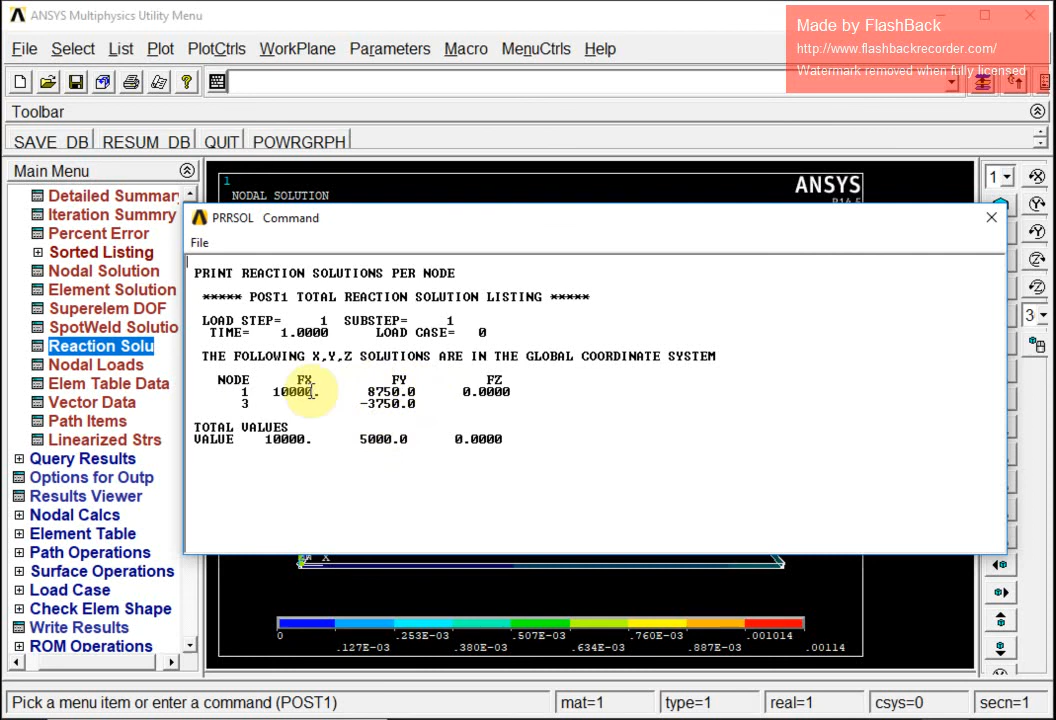 ANSYS Multiphysics Utility Menu
Made by FlashBack
http://www.flashbackrecorder.com/
Watermark removed when fully licensed
File Select List Plot PlotCtrls WorkPlane Parameters Macro MenuCtrls Help
Toolbar
SAVE_DB RESUM_DB QUIT POWRGRPH
Main Menu
Detailed Summar
Iteration Summry
Percent Error
Sorted Listing
Nodal Solution
Element Solution
Superelem DOF
SpotWeld Solutio
Reaction Solu
Nodal Loads
Elem Table Data
Vector Data
Path Items
Linearized Strs
Query Results
Options for Outp
Results Viewer
Nodal Calcs
Element Table
Path Operations
Surface Operations
Load Case
Check Elem Shape
Write Results
ROM Operations
1
NODAL SOLUTION
ANSYS
PRRSOL Command
File
PRINT REACTION SOLUTIONS PER NODE
***** POST1 TOTAL REACTION SOLUTION LISTING *****
LOAD STEP= 1 SUBSTEP= 1
TIME= 1.0000 LOAD CASE= 0
THE FOLLOWING X,Y,Z SOLUTIONS ARE IN THE GLOBAL COORDINATE SYSTEM
NODE FX FY FZ
1 10000. 8750.0 0.0000
3 -3750.0
TOTAL VALUES
VALUE 10000. 5000.0 0.0000
X
0 .253E-03 .507E-03 .760E-03 .001014
.127E-03 .380E-03 .634E-03 .887E-03 .00114
1
3
Pick a menu item or enter a command (POST1)
mat=1
type=1
real=1
csys=0
secn=1